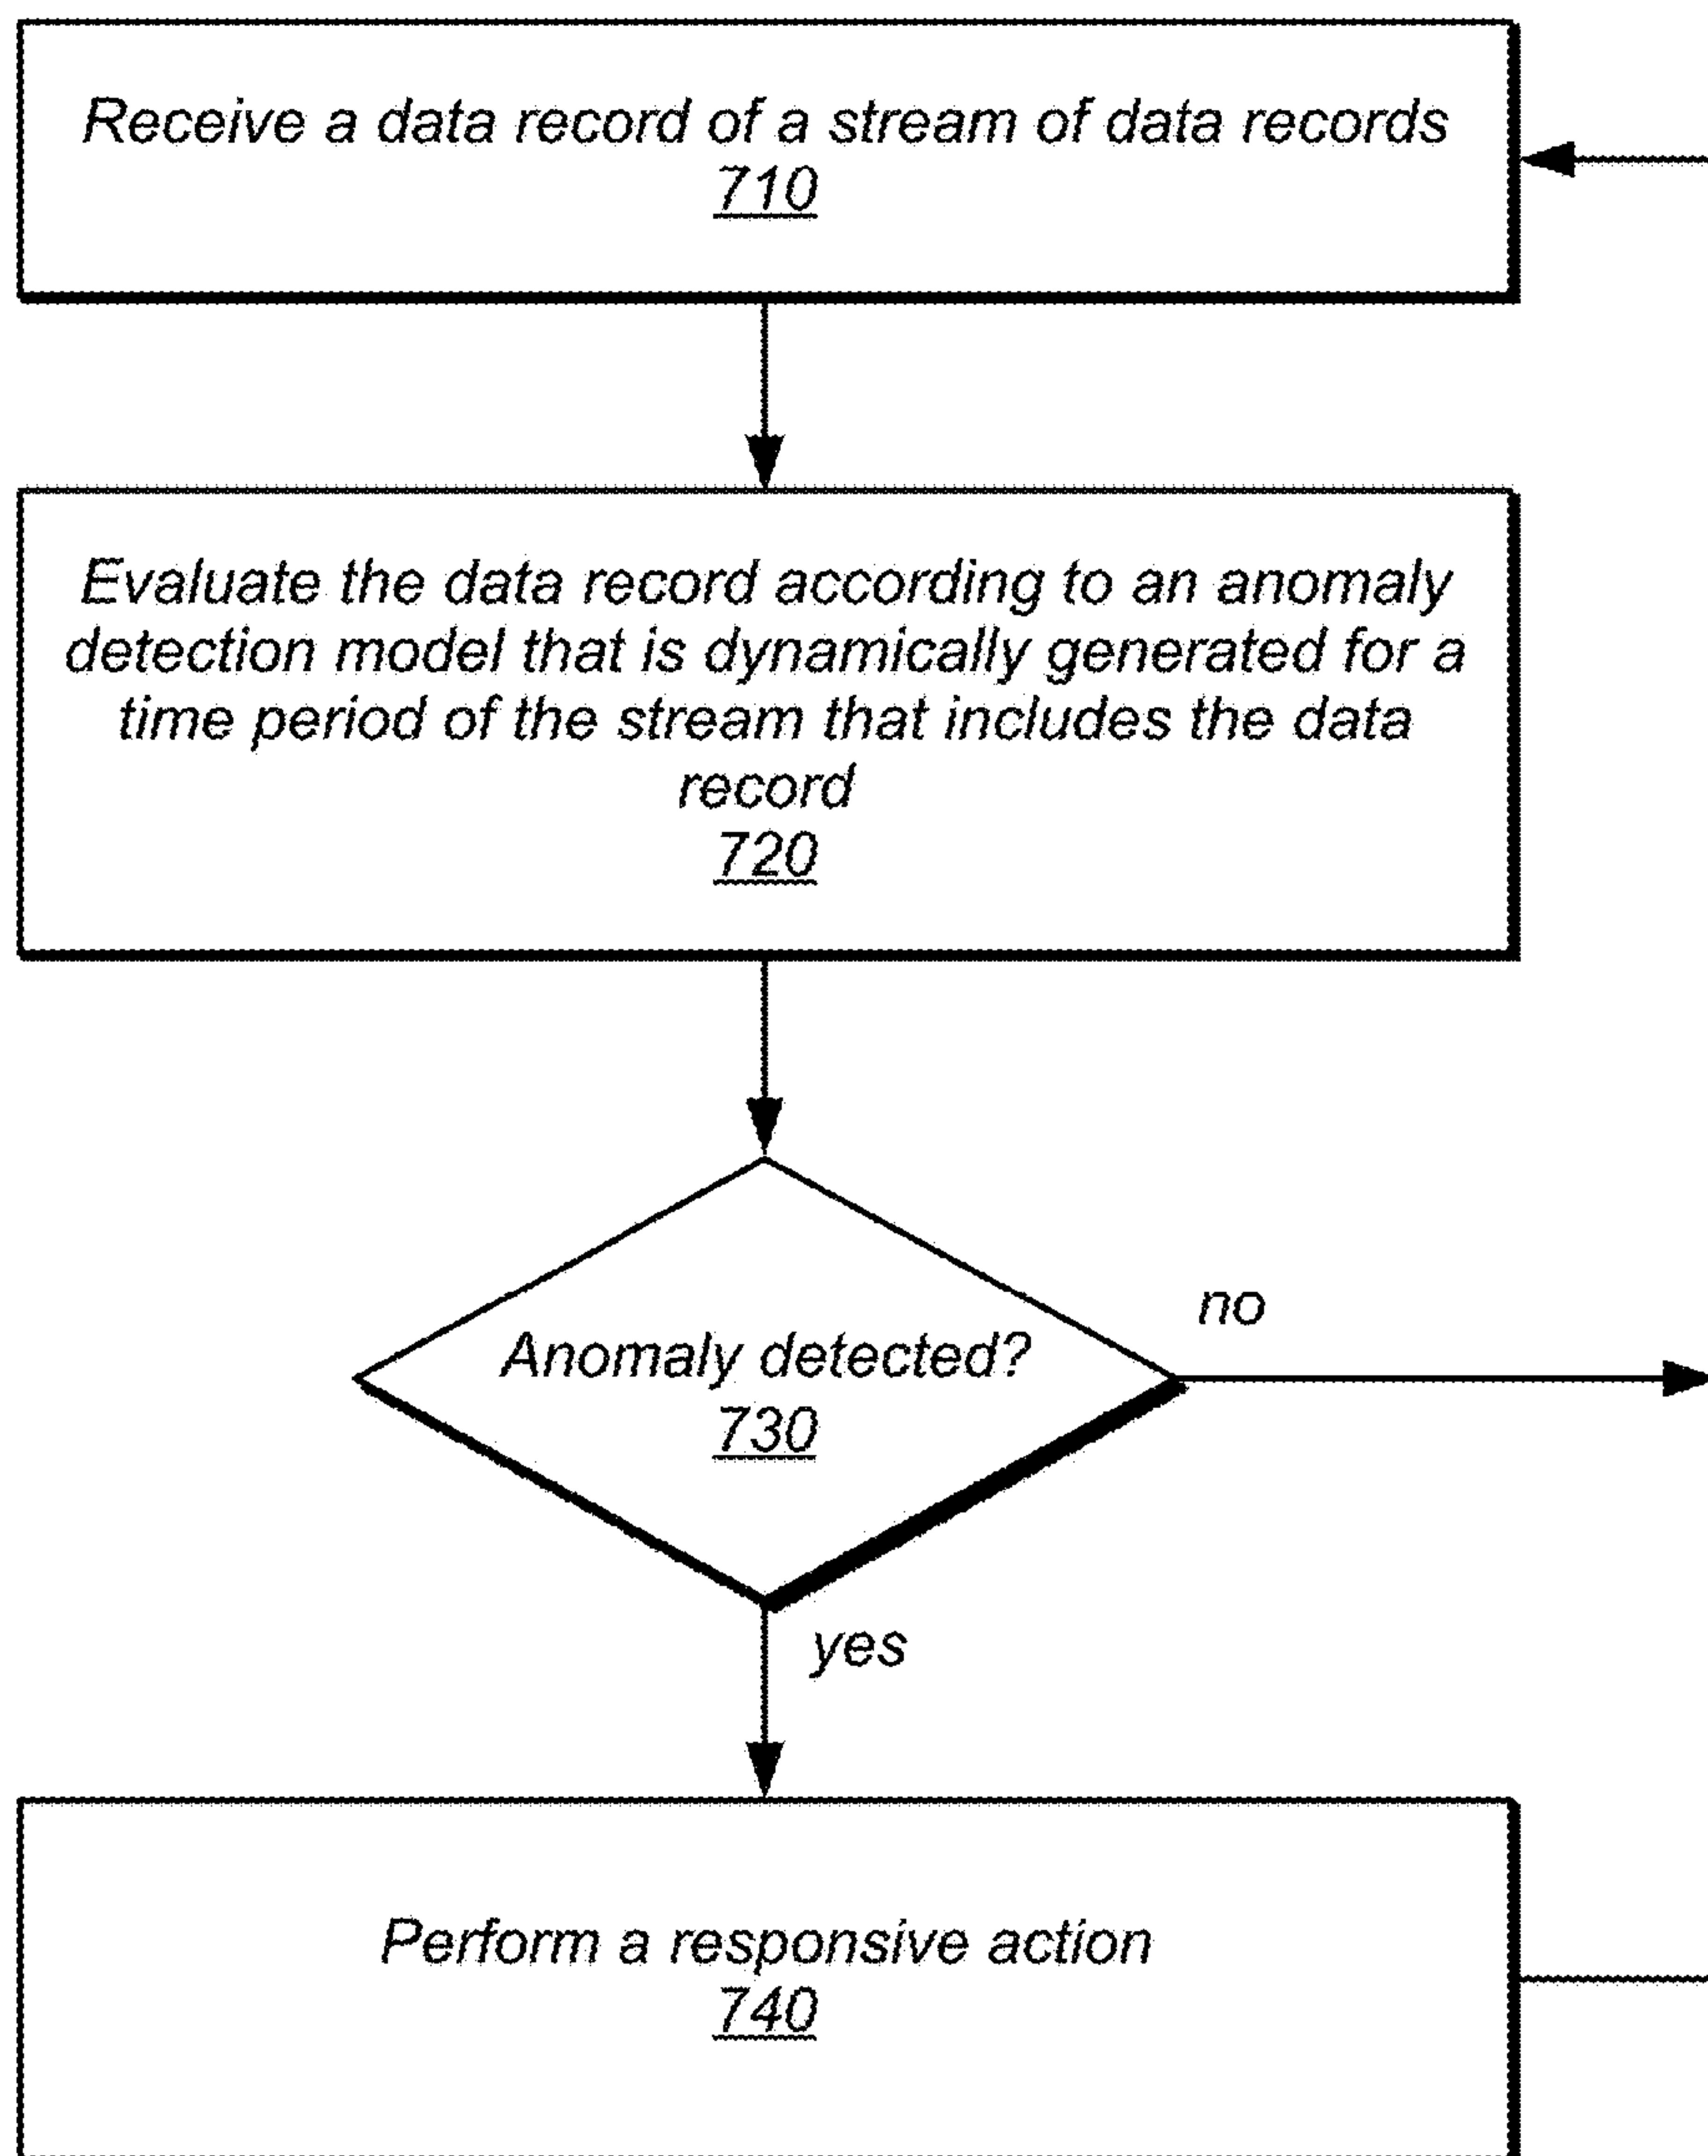 Receive a data record of a stream of data records
710
Evaluate the data record according to an anomaly
detection model that is dynamically generated for a
time period of the stream that includes the data
record
720
Anomaly detected?
730
no
yes
Perform a responsive action
740